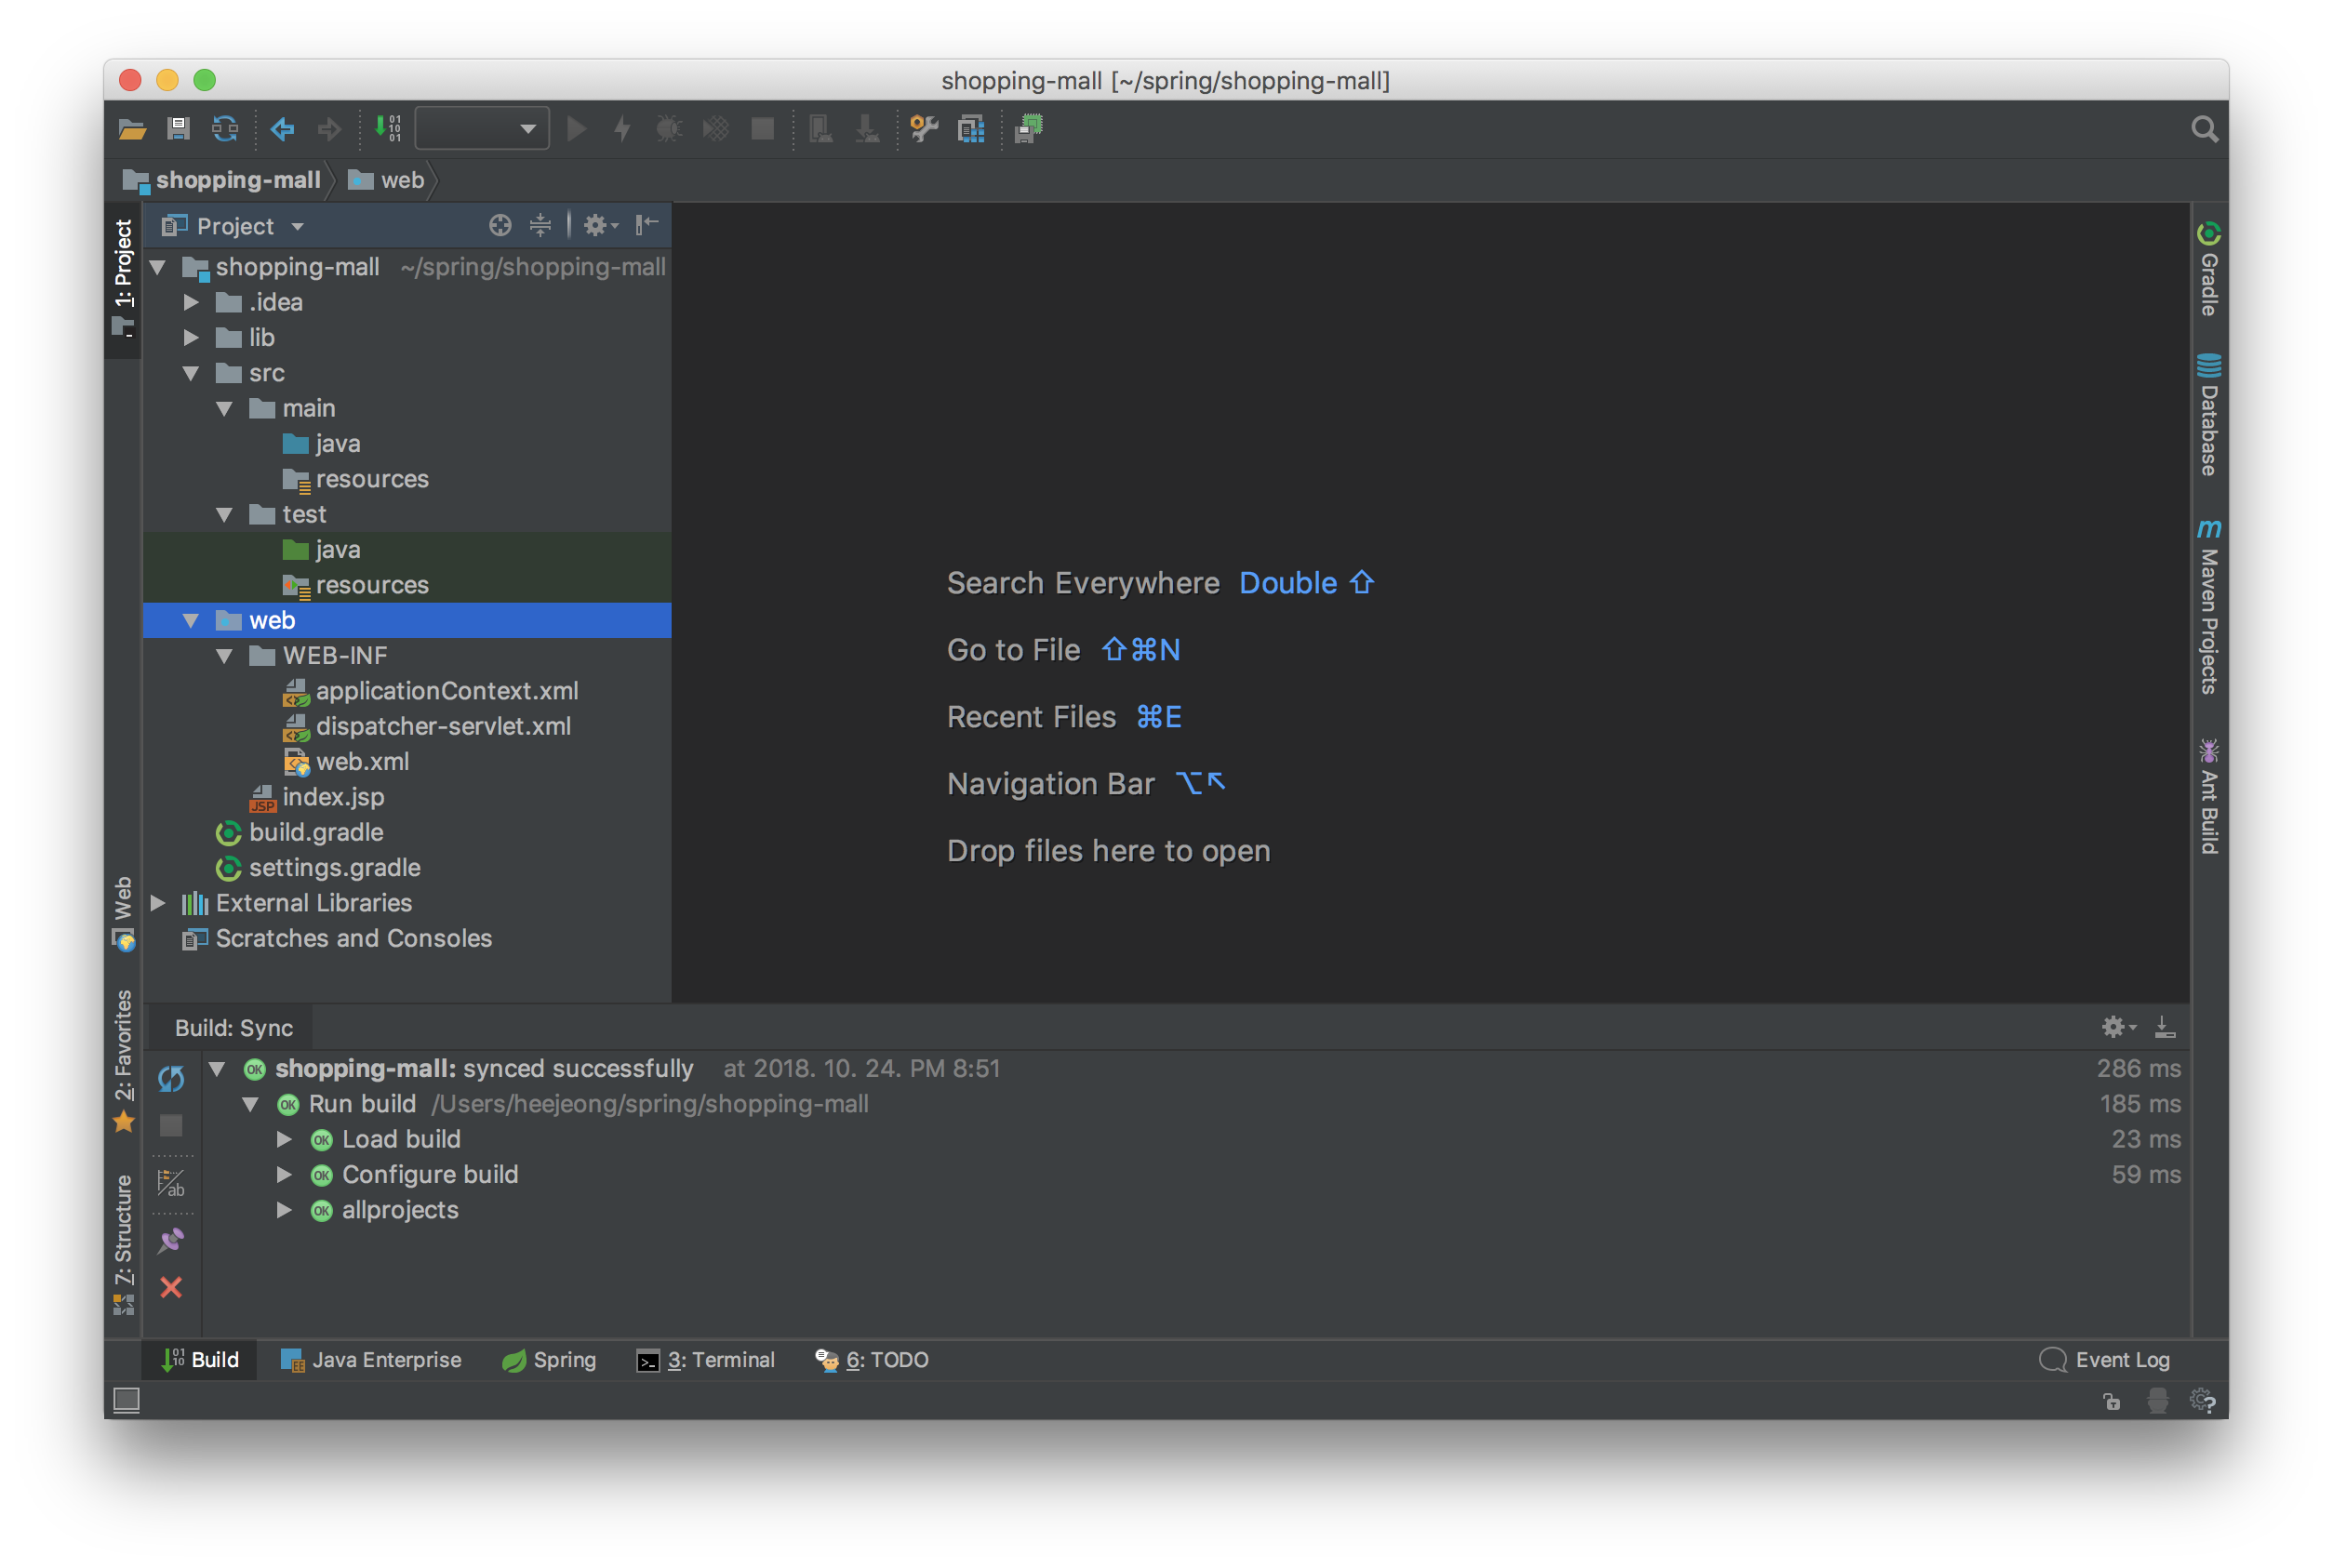 shopping-mall [~/spring/shopping-mall]
shopping-mall web
1: Project
Project
shopping-mall ~/spring/shopping-mall
.idea
lib
src
main
java
resources
test
java
resources
web
WEB-INF
applicationContext.xml
dispatcher-servlet.xml
web.xml
index.jsp
build.gradle
settings.gradle
External Libraries
Scratches and Consoles
Search Everywhere Double ⇧
Go to File ⇧⌘N
Recent Files ⌘E
Navigation Bar ⌥↖
Drop files here to open
Gradle
Database
Maven Projects
Ant Build
Web
2: Favorites
7: Structure
Build: Sync
shopping-mall: synced successfully at 2018. 10. 24. PM 8:51 286 ms
Run build /Users/heejeong/spring/shopping-mall 185 ms
Load build 23 ms
Configure build 59 ms
allprojects
Build Java Enterprise Spring 3: Terminal 6: TODO Event Log